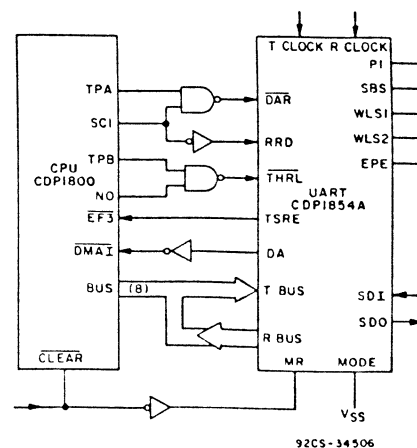 T CLOCK R CLOCK
PI
SBS
WLS1
WLS2
EPE
TPA
SC1
TPB
NO
EF3
DMAI
BUS (8)
CLEAR
CPU
CDP1800
DAR
RRD
THRL
UART
CDP1854A
TSRE
DA
T BUS
R BUS
SDI
SDO
MR
MODE
VSS
92CS-34506